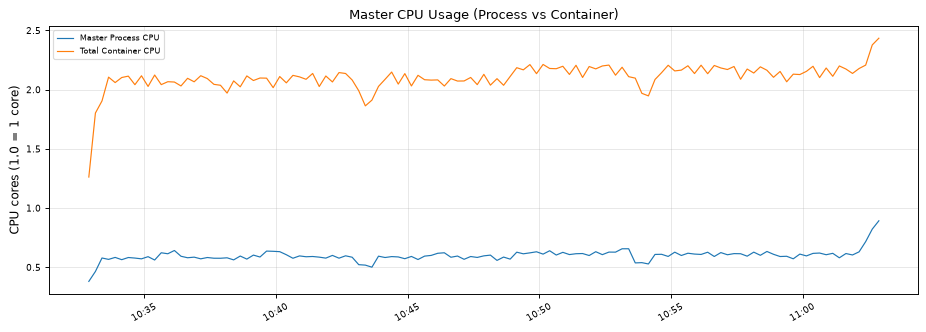 Master CPU Usage (Process vs Container)
Master Process CPU
Total Container CPU
CPU cores (1.0 = 1 core)
2.5
2.0
1.5
1.0
0.5
10:35
10:40
10:45
10:50
10:55
11:00